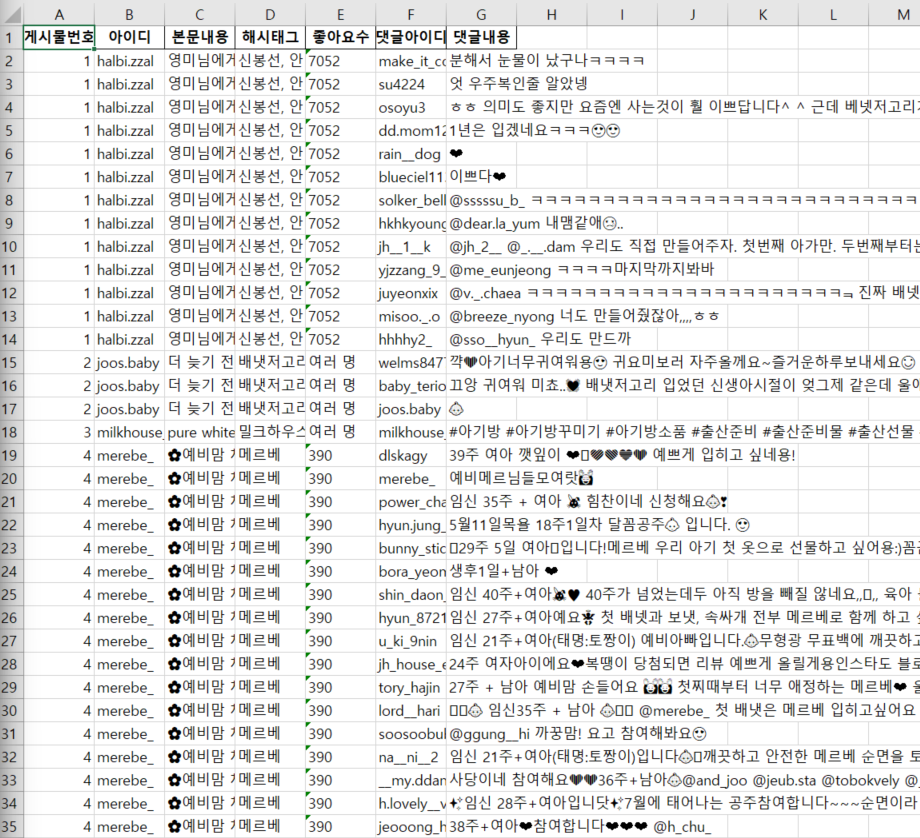 A B C D E F G H I J K L M
1 게시물번호 아이디 본문내용 해시태그 좋아요수 댓글아이디 댓글내용
2 1 halbi.zzal 영미님에게 신봉선, 안 7052 make_it_co 분해서 눈물이 났구나ㅋㅋㅋㅋ
3 1 halbi.zzal 영미님에게 신봉선, 안 7052 su4224 엇 우주복인줄 알았넹
4 1 halbi.zzal 영미님에게 신봉선, 안 7052 osoyu3 ㅎㅎ 의미도 좋지만 요즘엔 사는것이 훨 이쁘답니다^ ^ 근데 베넷저고리
5 1 halbi.zzal 영미님에게 신봉선, 안 7052 dd.mom12 1년은 입겠네요ㅋㅋㅋ
6 1 halbi.zzal 영미님에게 신봉선, 안 7052 rain__dog ❤
7 1 halbi.zzal 영미님에게 신봉선, 안 7052 blueciel11 이쁘다❤
8 1 halbi.zzal 영미님에게 신봉선, 안 7052 solker_bell @sssssu_b_ ㅋㅋㅋㅋㅋㅋㅋㅋㅋㅋㅋㅋㅋㅋㅋㅋㅋㅋㅋㅋㅋㅋㅋㅋㅋㅋㅋ
9 1 halbi.zzal 영미님에게 신봉선, 안 7052 hkhkyoung @dear.la_yum 내맴같애..
10 1 halbi.zzal 영미님에게 신봉선, 안 7052 jh__1__k @jh_2__ @_.__.dam 우리도 직접 만들어주자. 첫번째 아가만. 두번째부터는
11 1 halbi.zzal 영미님에게 신봉선, 안 7052 yjzzang_9_ @me_eunjeong ㅋㅋㅋㅋ마지막까지봐바
12 1 halbi.zzal 영미님에게 신봉선, 안 7052 juyeonxix @v._.chaea ㅋㅋㅋㅋㅋㅋㅋㅋㅋㅋㅋㅋㅋㅋㅋㅋㅋㅋㅋㅋㅋㅋ 진짜 배넷
13 1 halbi.zzal 영미님에게 신봉선, 안 7052 misoo._.o @breeze_nyong 너도 만들어줬잖아,,,,ㅎㅎ
14 1 halbi.zzal 영미님에게 신봉선, 안 7052 hhhhy2_ @sso__hyun_ 우리도 만드까
15 2 joos.baby 더 늦기 전 배냇저고리 여러 명 welms847 꺅아기너무귀여워용 귀요미보러 자주올께요~즐거운하루보내세요
16 2 joos.baby 더 늦기 전 배냇저고리 여러 명 baby_terio 끄앙 귀여워 미쵸.. 배냇저고리 입었던 신생아시절이 엊그제 같은데 울
17 2 joos.baby 더 늦기 전 배냇저고리 여러 명 joos.baby
18 3 milkhouse_ pure white 밀크하우스 여러 명 milkhouse_ #아기방 #아기방꾸미기 #아기방소품 #출산준비 #출산준비물 #출산선물
19 4 merebe_ ✿예비맘 메르베 390 dlskagy 39주 여아 깻잎이 ❤ 예쁘게 입히고 싶네용!
20 4 merebe_ ✿예비맘 메르베 390 merebe_ 예비메르님들모여랏
21 4 merebe_ ✿예비맘 메르베 390 power_cha 임신 35주 + 여아 힘찬이네 신청해요
22 4 merebe_ ✿예비맘 메르베 390 hyun.jung_ 5월11일목욜 18주1일차 달꼼공주 입니다.
23 4 merebe_ ✿예비맘 메르베 390 bunny_stic 29주 5일 여아입니다!메르베 우리 아기 첫 옷으로 선물하고 싶어용:)꼼꼼
24 4 merebe_ ✿예비맘 메르베 390 bora_yeon 생후1일+남아 ❤
25 4 merebe_ ✿예비맘 메르베 390 shin_daon_ 임신 40주+여아♥ 40주가 넘었는데두 아직 방을 빼질 않네요,,,, 육아
26 4 merebe_ ✿예비맘 메르베 390 hyun_8721 임신 27주+여아예요 첫 배넷과 보냇, 속싸개 전부 메르베로 함께 하고
27 4 merebe_ ✿예비맘 메르베 390 u_ki_9nin 임신 21주+여아(태명:토짱이) 예비아빠입니다.무형광 무표백에 깨끗하고
28 4 merebe_ ✿예비맘 메르베 390 jh_house_e 24주 여자아이에요❤복땡이 당첨되면 리뷰 예쁘게 올릴게용인스타도 블로
29 4 merebe_ ✿예비맘 메르베 390 tory_hajin 27주 + 남아 예비맘 손들어요 첫찌때부터 너무 애정하는 메르베❤
30 4 merebe_ ✿예비맘 메르베 390 lord__hari 임신35주 + 남아 @merebe_ 첫 배냇은 메르베 입히고싶어요
31 4 merebe_ ✿예비맘 메르베 390 soosoobu @ggung__hi 까꿍맘! 요고 참여해봐요
32 4 merebe_ ✿예비맘 메르베 390 na__ni__2 임신 21주+여아(태명:토짱이)입니다깨끗하고 안전한 메르베 순면을 토
33 4 merebe_ ✿예비맘 메르베 390 __my.ddan 사당이네 참여해요36주+남아@and_joo @jeub.sta @tobokvely @_
34 4 merebe_ ✿예비맘 메르베 390 h.lovely__v 임신 28주+여아입니닷7월에 태어나는 공주참여합니다~~~순면이라
35 4 merebe_ ✿예비맘 메르베 390 jeooong_h 38주+여아❤참여합니다❤❤❤ @h_chu_